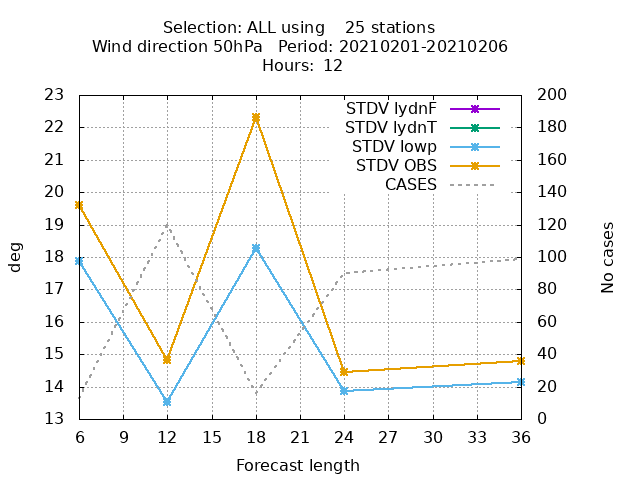 Selection: ALL using    25 stations
Wind direction 50hPa   Period: 20210201-20210206
Hours: 12
23 200
22 STDV lydnF 180
21 STDV lydnT 160
20 STDV lowp 140
19 STDV OBS 120
18 CASES 100
17 80
16 60
15 40
14 20
13 0
deg
No cases
6 9 12 15 18 21 24 27 30 33 36
Forecast length